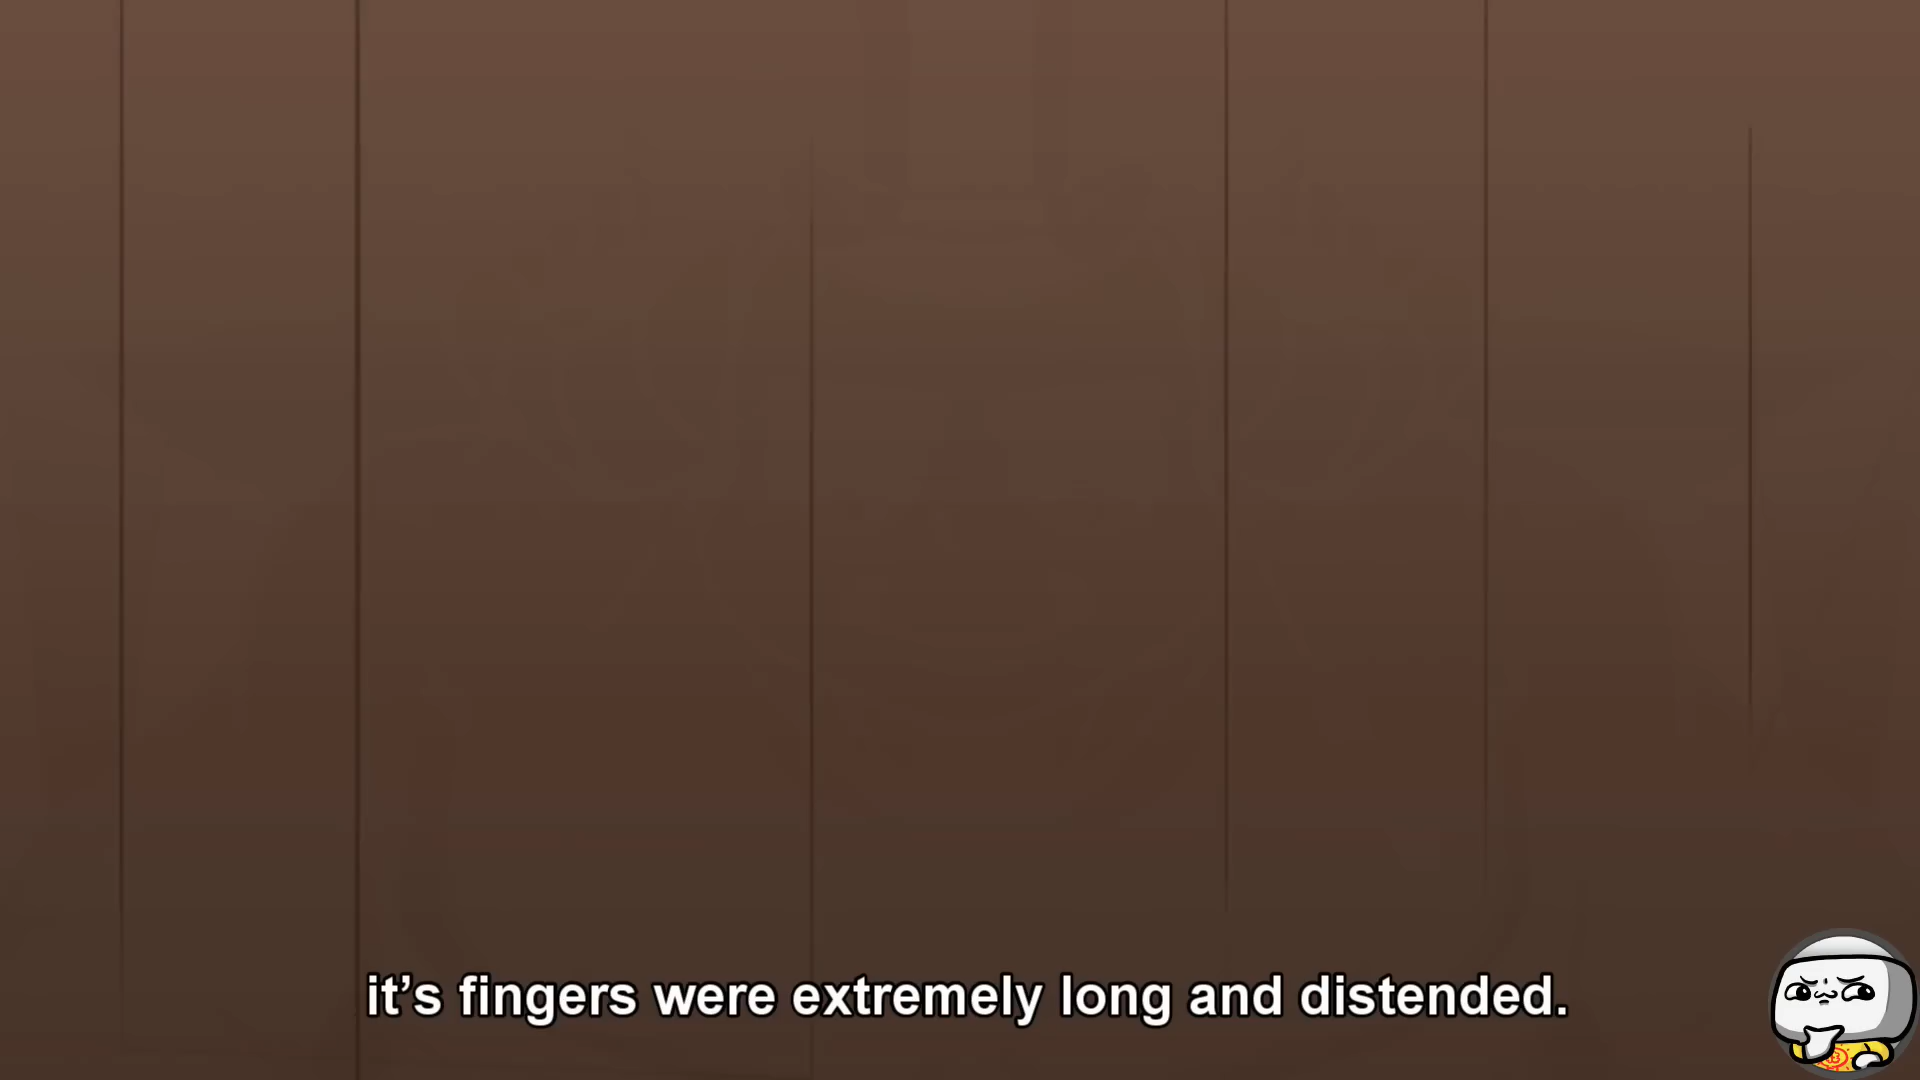 it’s fingers were extremely long and distended.